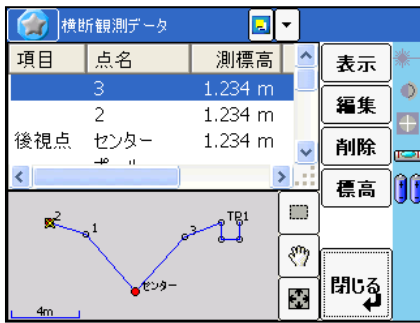 横断観測データ
項目 点名 測標高
3 1.234 m
2 1.234 m
後視点 センター 1.234 m
表示
編集
削除
標高
閉じる
2
1
3
TP1
センター
4m